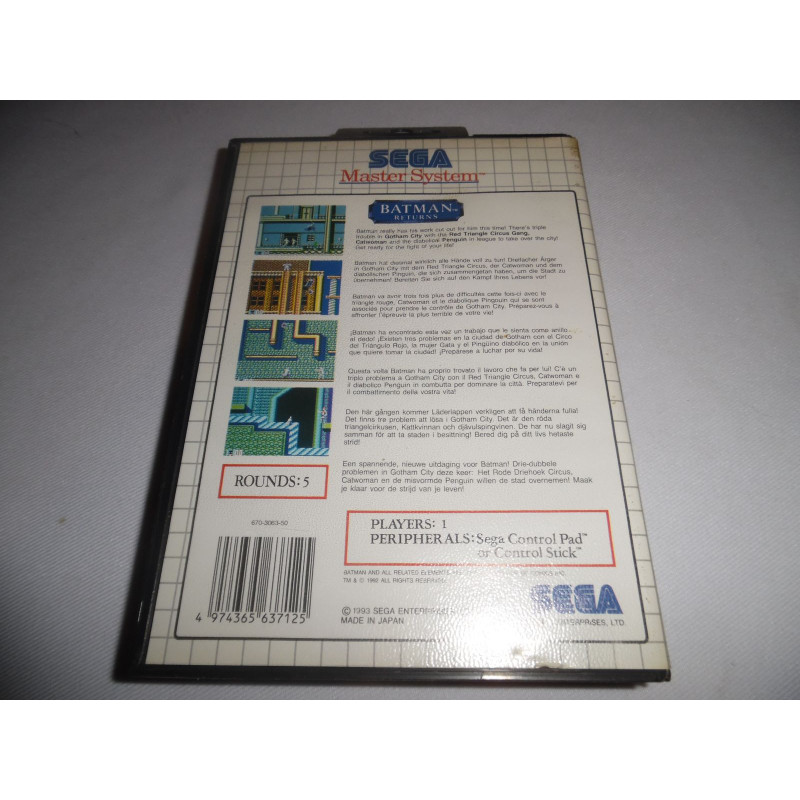 SEGA
Master System™
BATMAN
RETURNS
Batman really has his work cut out for him this time! There's triple
trouble in Gotham City with the Red Triangle Circus Gang,
Catwoman and the diabolical Penguin in league to take over the city!
Get ready for the fight of your life!
Batman hat diesmal wirklich alle Hände voll zu tun! Dreifacher Ärger
in Gotham City mit dem Red Triangle Circus, der Catwoman und dem
diabolischen Pinguin, die sich zusammengetan haben, um die Stadt zu
übernehmen! Bereiten Sie sich auf den Kampf Ihres Lebens vor!
Batman va avoir trois fois plus de difficultés cette fois-ci avec le
triangle rouge, Catwoman et le diabolique Pingouin qui se sont
associés pour prendre le contrôle de Gotham City. Préparez-vous à
affronter l'épreuve la plus terrible de votre vie!
¡Batman ha encontrado esta vez un trabajo que le sienta como anillo
al dedo! ¡Existen tres problemas en la ciudad de Gotham con el Circo
del Triángulo Rojo, la mujer Gata y el Pingüino diabólico en la unión
que quiere tomar la ciudad! ¡Prepárese a luchar por su vida!
Questa volta Batman ha proprio trovato il lavoro che fa per lui! C'è un
triplo problema a Gotham City con il Red Triangle Circus, Catwoman e
il diabolico Penguin in combutta per dominare la città. Preparatevi per
il combattimento della vostra vita!
Den här gången kommer Läderlappen verkligen att få händerna fulla!
Det finns tre problem att lösa i Gotham City. Det är den röda
triangelcirkusen, Kattkvinnan och djävulspingvinen. De har nu slagit sig
samman för att ta staden i besittning! Bered dig på ditt livs hetaste
strid!
Een spannende, nieuwe uitdaging voor Batman! Drie-dubbele
problemen in Gotham City deze keer: Het Rode Driehoek Circus,
Catwoman en de misvormde Penguin willen de stad overnemen! Maak
je klaar voor de strijd van je leven!
ROUNDS: 5
670-3063-50
PLAYERS: 1
PERIPHERALS: Sega Control Pad™
or Control Stick™
BATMAN AND ALL RELATED ELEMENTS
TM & © 1992 ALL RIGHTS RESERVED
4 974365 637125
© 1993 SEGA
MADE IN JAPAN
SEGA
ENTERPRISES, LTD.